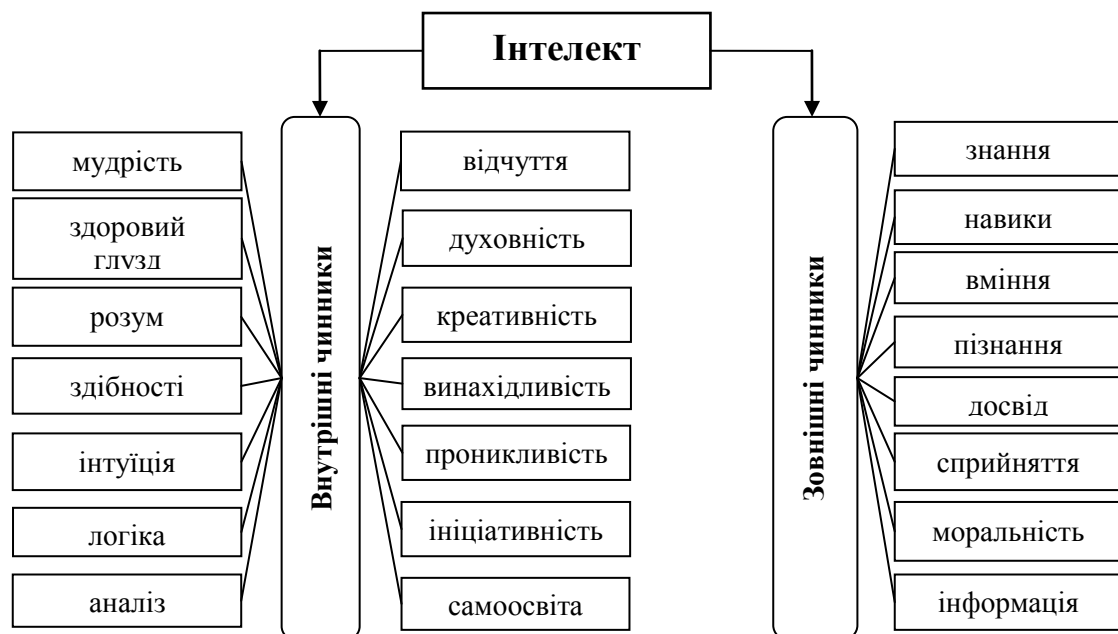 Інтелект
мудрість
здоровий
глузд
розум
здібності
інтуїція
логіка
аналіз
Внутрішні чинники
відчуття
духовність
креативність
винахідливість
проникливість
ініціативність
самоосвіта
Зовнішні чинники
знання
навики
вміння
пізнання
досвід
сприйняття
моральність
інформація